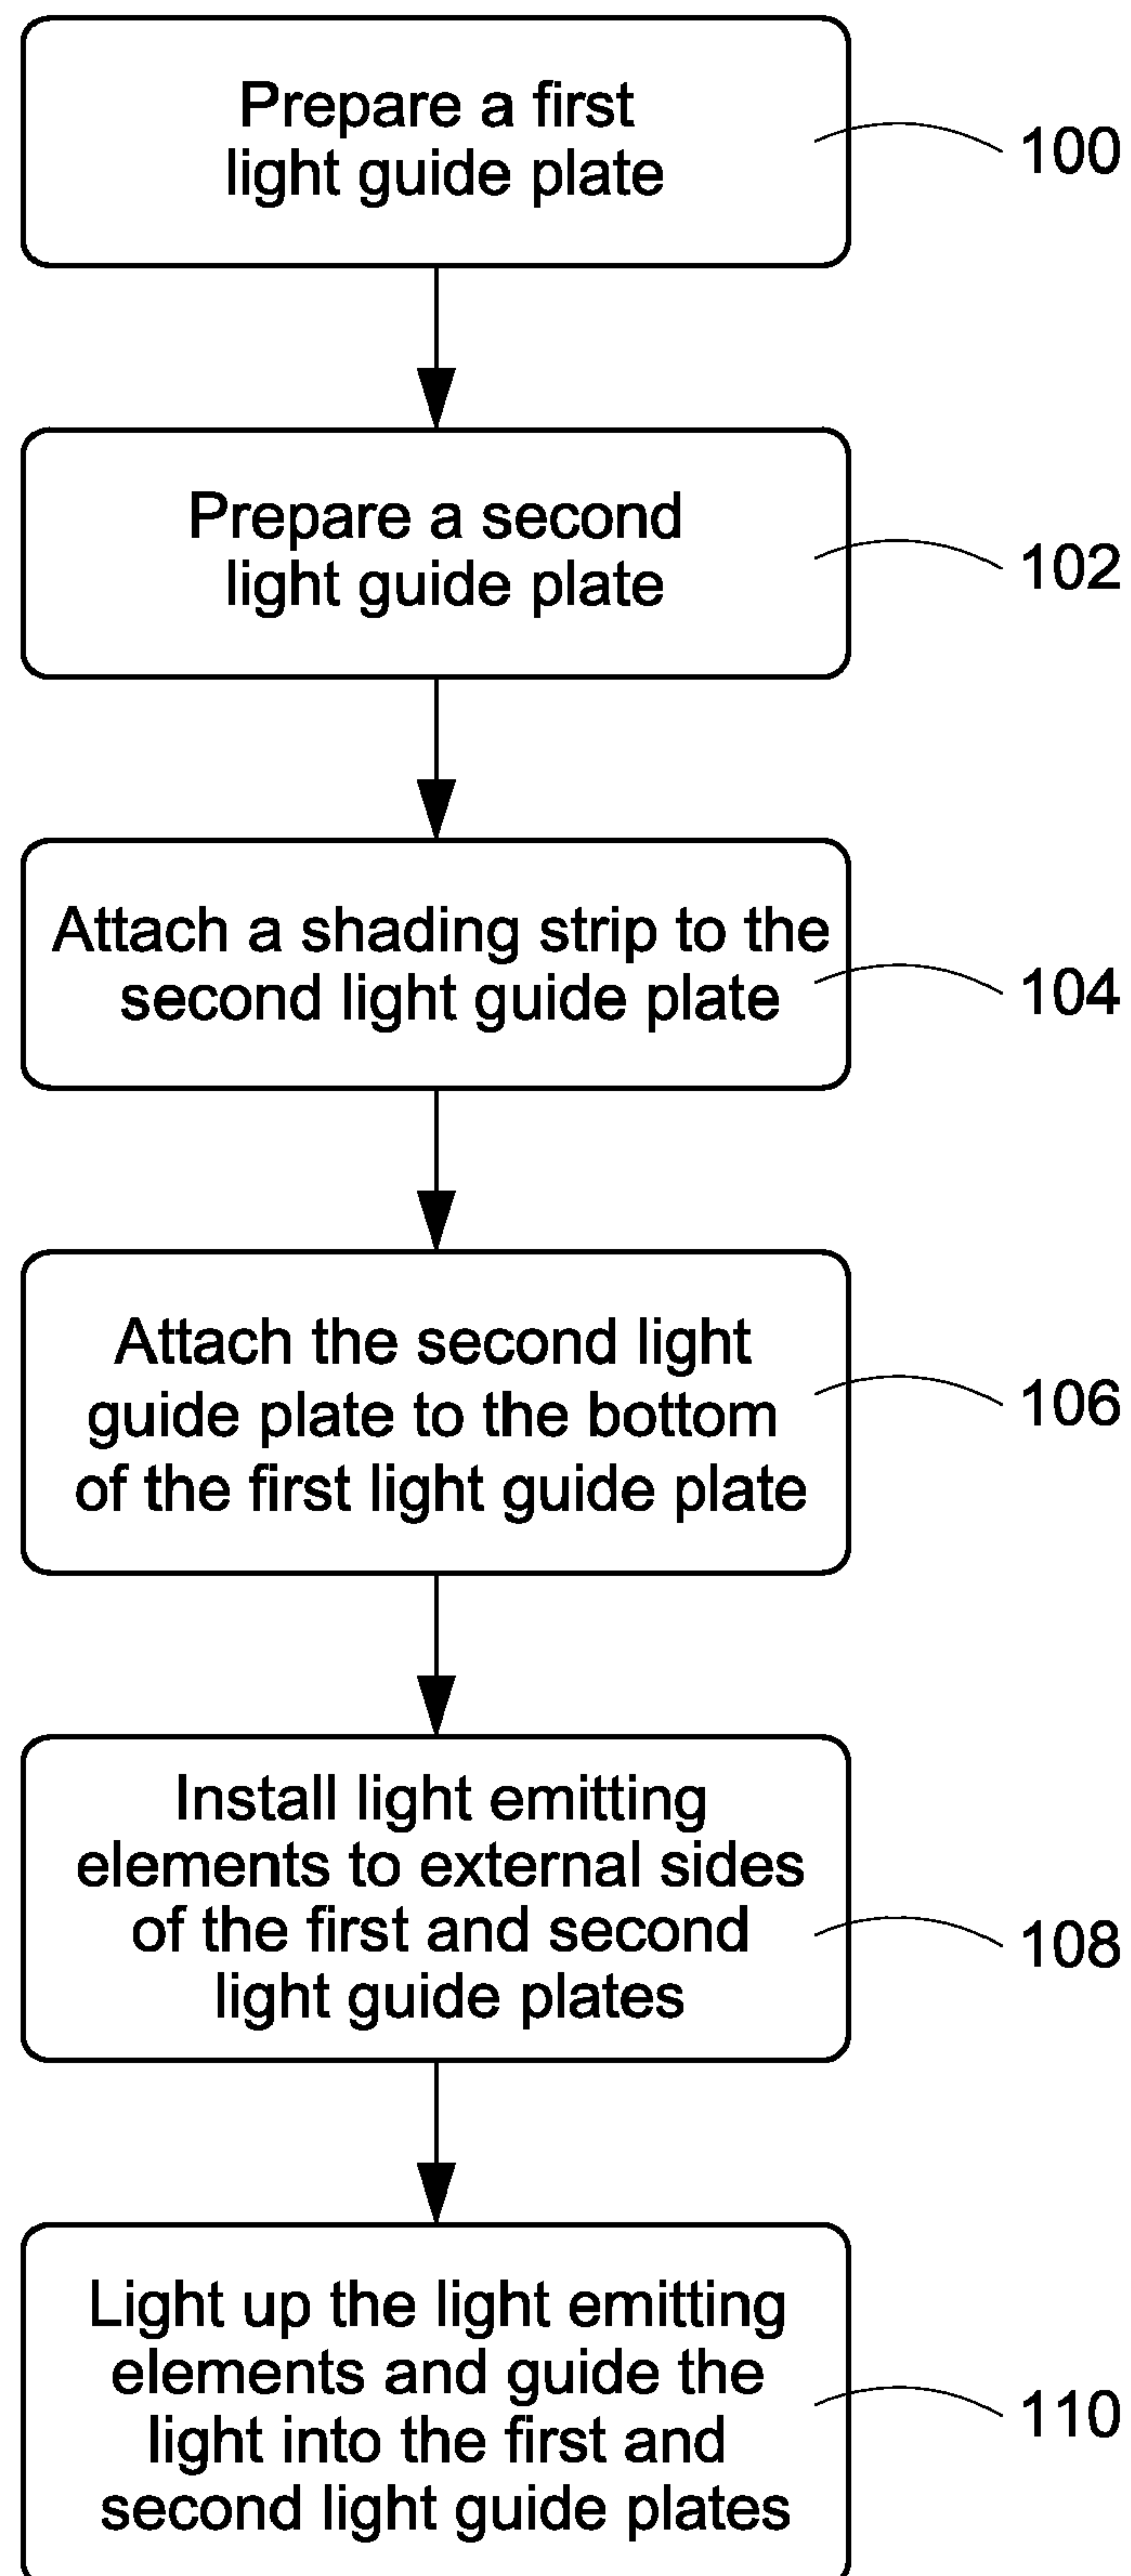 Prepare a first
light guide plate
100
Prepare a second
light guide plate
102
Attach a shading strip to the
second light guide plate
104
Attach the second light
guide plate to the bottom
of the first light guide plate
106
Install light emitting
elements to external sides
of the first and second
light guide plates
108
Light up the light emitting
elements and guide the
light into the first and
second light guide plates
110